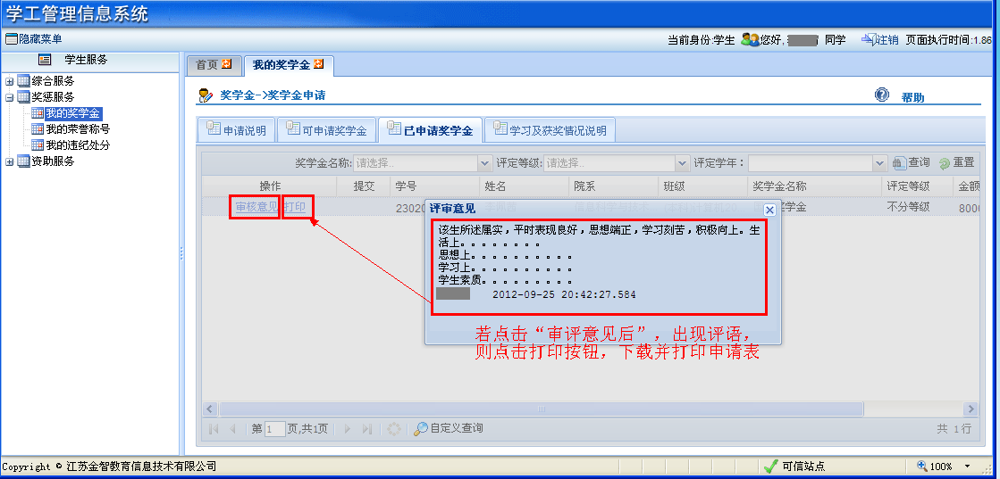 学工管理信息系统
隐藏菜单
当前身份:学生 您好, 同学 注销 页面执行时间:1.86
学生服务
首页 我的奖学金
综合服务
奖惩服务
我的奖学金
我的荣誉称号
我的违纪处分
资助服务
奖学金->奖学金申请 帮助
申请说明 可申请奖学金 已申请奖学金 学习及获奖情况说明
奖学金名称: 请选择.. 评定等级: 请选择.. 评定学年: 查询 重置
操作 提交 学号 姓名 院系 班级 奖学金名称 评定等级 金额
审核意见 打印 2302 奖学金 不分等级 8000
评审意见
该生所述属实，平时表现良好，思想端正，学习刻苦，积极向上。生
活上。。。。。。。。
思想上。。。。。。。。。。
学习上。。。。。。。。。。
学生素质。。。。。。。。。
2012-09-25 20:42:27.584
若点击“审评意见后”，出现评语，
则点击打印按钮，下载并打印申请表
第 1 页,共1页 自定义查询 共 1行
Copyright © 江苏金智教育信息技术有限公司 可信站点 100%